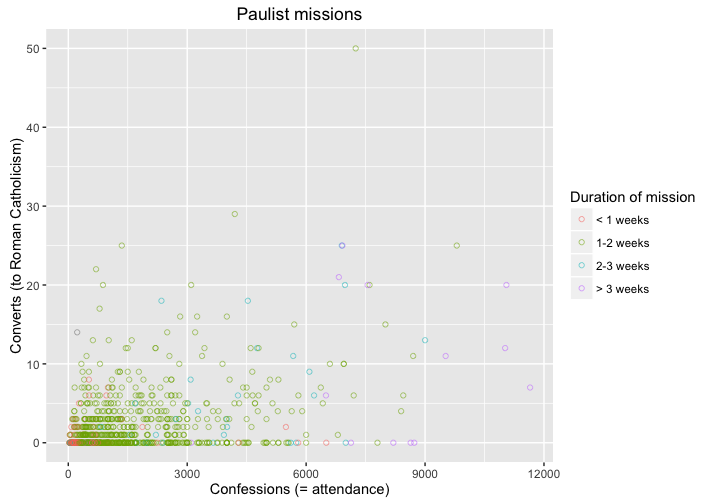 Paulist missions
Converts (to Roman Catholicism)
50
40
30
20
10
0
0 3000 6000 9000 12000
Confessions (= attendance)
Duration of mission
< 1 weeks
1-2 weeks
2-3 weeks
> 3 weeks